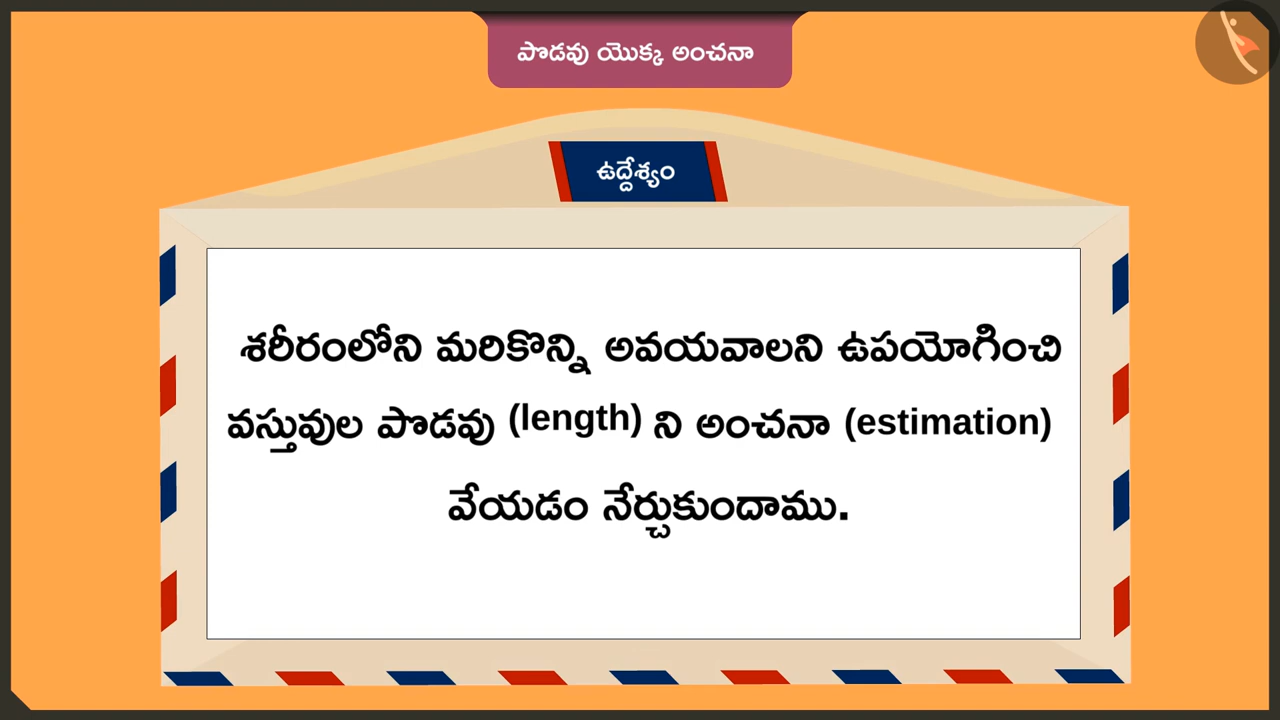 పొడవు యొక్క అంచనా
ఉద్దేశ్యం
శరీరంలోని మరికొన్ని అవయవాలని ఉపయోగించి
వస్తువుల పొడవు (length) ని అంచనా (estimation)
వేయడం నేర్చుకుందాము.